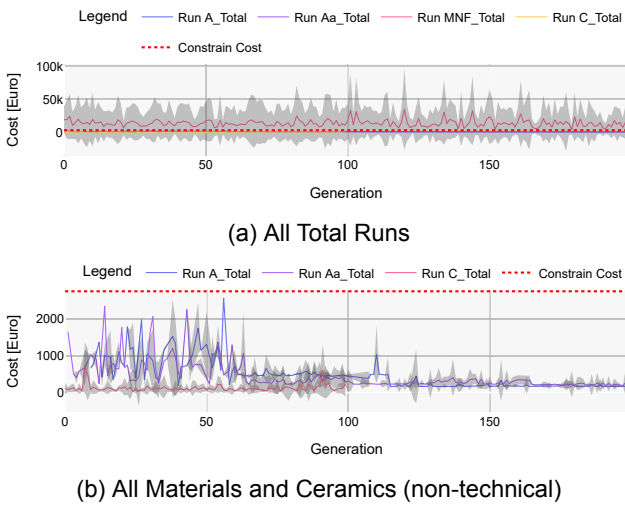 Legend Run A_Total Run Aa_Total Run MNF_Total Run C_Total
Constrain Cost
Cost [Euro]
100k
50k
0
0 50 100 150
Generation
(a) All Total Runs
Legend Run A_Total Run Aa_Total Run C_Total Constrain Cost
Cost [Euro]
2000
1000
0
0 50 100 150
Generation
(b) All Materials and Ceramics (non-technical)